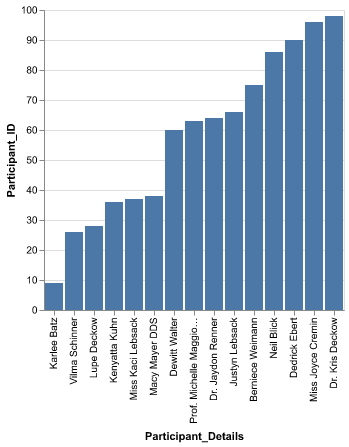 100
90
80
70
60
50
40
30
20
10
0
Participant_ID
Karlee Batz
Vilma Schinner
Lupe Deckow
Kenyatta Kuhn
Miss Kaci Lebsack
Macy Mayer DDS
Dewitt Walter
Prof. Michelle Maggio…
Dr. Jaydon Renner
Justyn Lebsack
Berniece Weimann
Neil Blick
Dedrick Ebert
Miss Joyce Cremin
Dr. Kris Deckow
Participant_Details